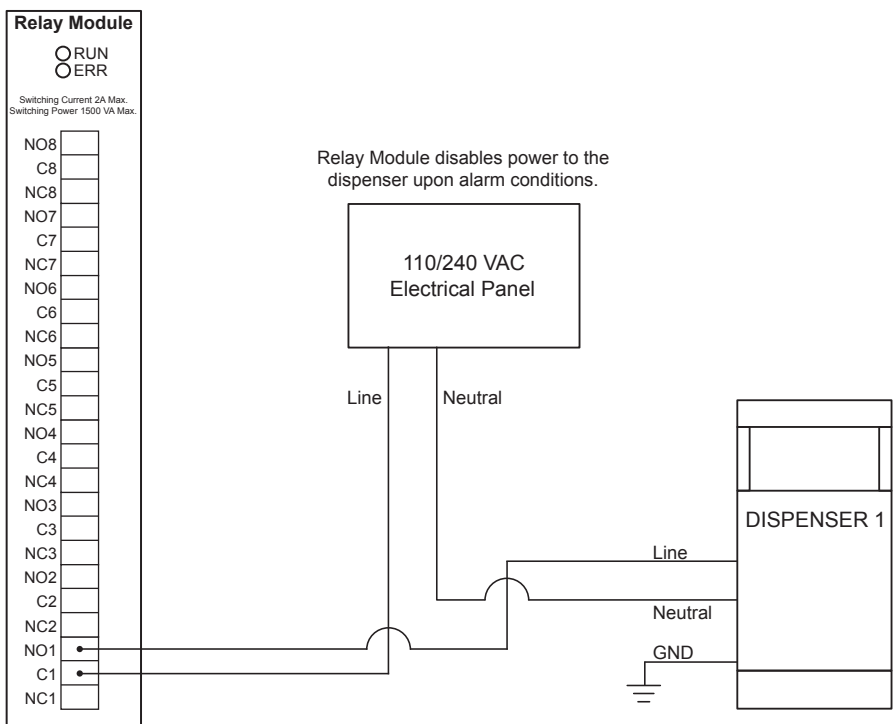 Relay Module
RUN
ERR
Switching Current 2A Max.
Switching Power 1500 VA Max.
NO8
C8
NC8
NO7
C7
NC7
NO6
C6
NC6
NO5
C5
NC5
NO4
C4
NC4
NO3
C3
NC3
NO2
C2
NC2
NO1
C1
NC1
Relay Module disables power to the
dispenser upon alarm conditions.
110/240 VAC
Electrical Panel
Line
Neutral
DISPENSER 1
Line
Neutral
GND